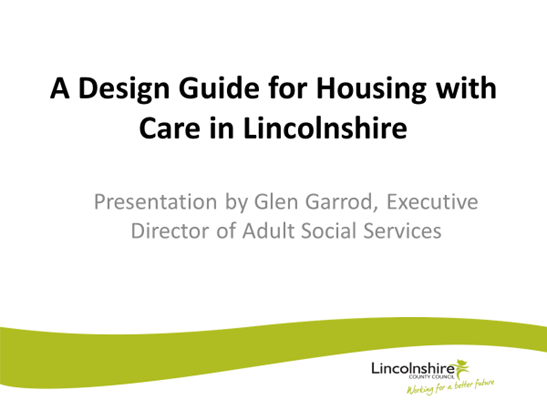 A Design Guide for Housing with
Care in Lincolnshire
Presentation by Glen Garrod, Executive
Director of Adult Social Services
Lincolnshire
COUNTY COUNCIL
Working for a better future